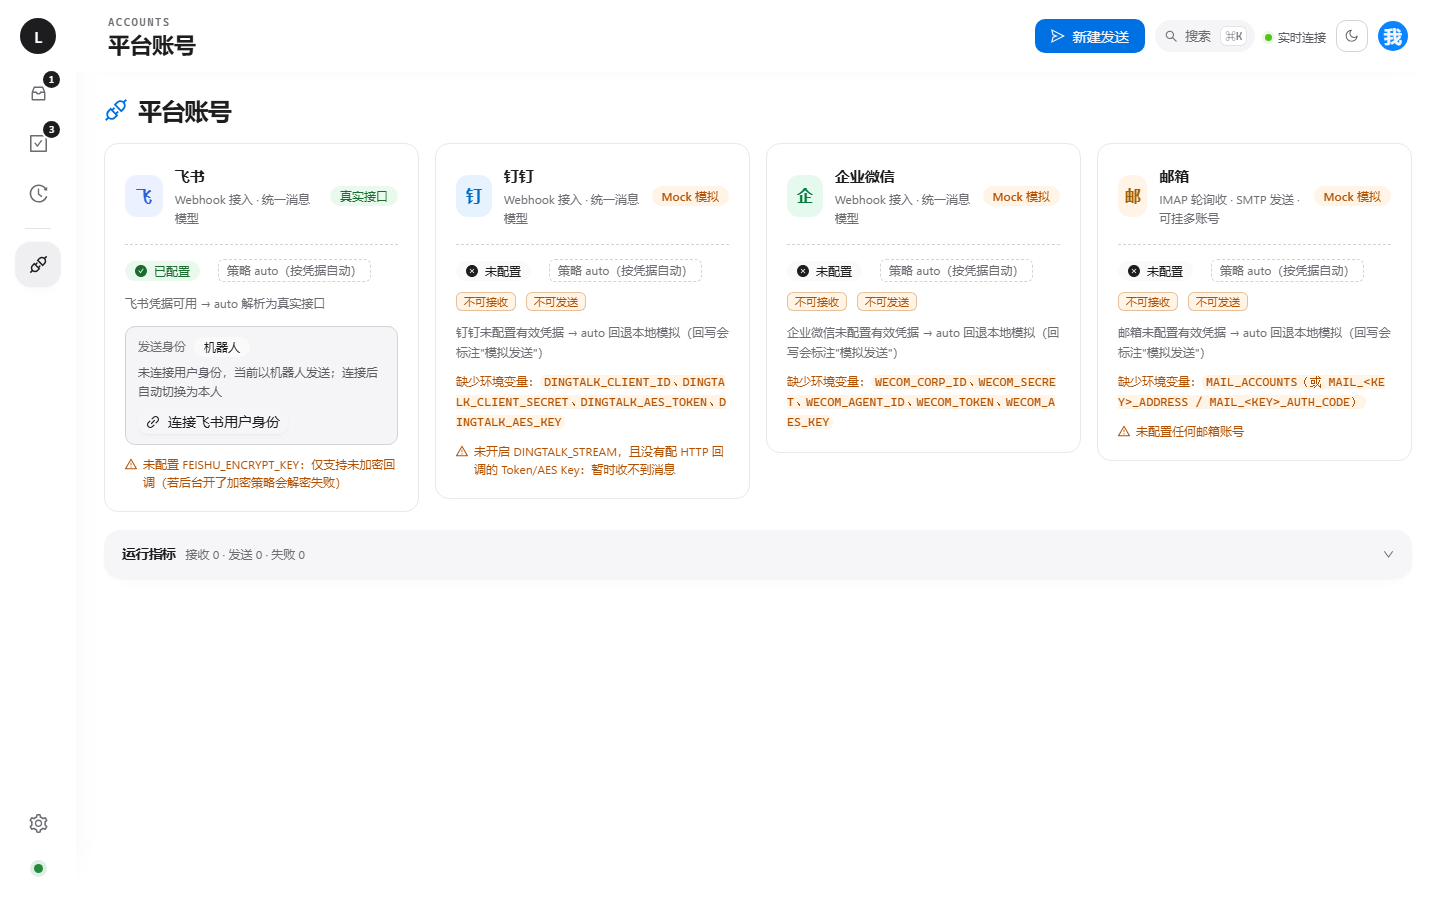 L
1
3
ACCOUNTS
平台账号
新建发送
搜索
⌘K
实时连接
我
平台账号
飞
飞书
Webhook 接入 · 统一消息
模型
真实接口
已配置
策略 auto（按凭据自动）
飞书凭据可用 → auto 解析为真实接口
发送身份
机器人
未连接用户身份，当前以机器人发送；连接后
自动切换为本人
连接飞书用户身份
未配置 FEISHU_ENCRYPT_KEY：仅支持未加密回
调（若后台开了加密策略会解密失败）
钉
钉钉
Webhook 接入 · 统一消息
模型
Mock 模拟
未配置
策略 auto（按凭据自动）
不可接收
不可发送
钉钉未配置有效凭据 → auto 回退本地模拟（回写会
标注"模拟发送"）
缺少环境变量： DINGTALK_CLIENT_ID、DINGTA
LK_CLIENT_SECRET、DINGTALK_AES_TOKEN、D
INGTALK_AES_KEY
未开启 DINGTALK_STREAM，且没有配 HTTP 回
调的 Token/AES Key：暂时收不到消息
企
企业微信
Webhook 接入 · 统一消息
模型
Mock 模拟
未配置
策略 auto（按凭据自动）
不可接收
不可发送
企业微信未配置有效凭据 → auto 回退本地模拟（回
写会标注"模拟发送"）
缺少环境变量： WECOM_CORP_ID、WECOM_SECRE
T、WECOM_AGENT_ID、WECOM_TOKEN、WECOM_A
ES_KEY
邮
邮箱
IMAP 轮询收 · SMTP 发送 ·
可挂多账号
Mock 模拟
未配置
策略 auto（按凭据自动）
不可接收
不可发送
邮箱未配置有效凭据 → auto 回退本地模拟（回写会
标注"模拟发送"）
缺少环境变量： MAIL_ACCOUNTS（或 MAIL_<KE
Y>_ADDRESS / MAIL_<KEY>_AUTH_CODE）
未配置任何邮箱账号
运行指标
接收 0 · 发送 0 · 失败 0